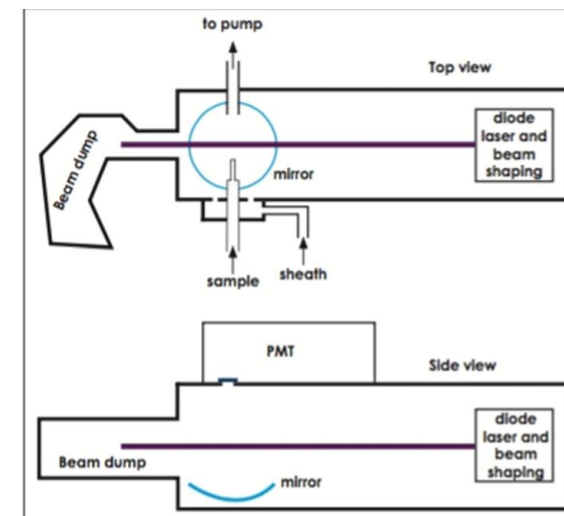 to pump
Top view
diode
laser and
beam
shaping
Beam dump
mirror
sample
sheath
PMT
Side view
diode
laser and
beam
shaping
Beam dump
mirror